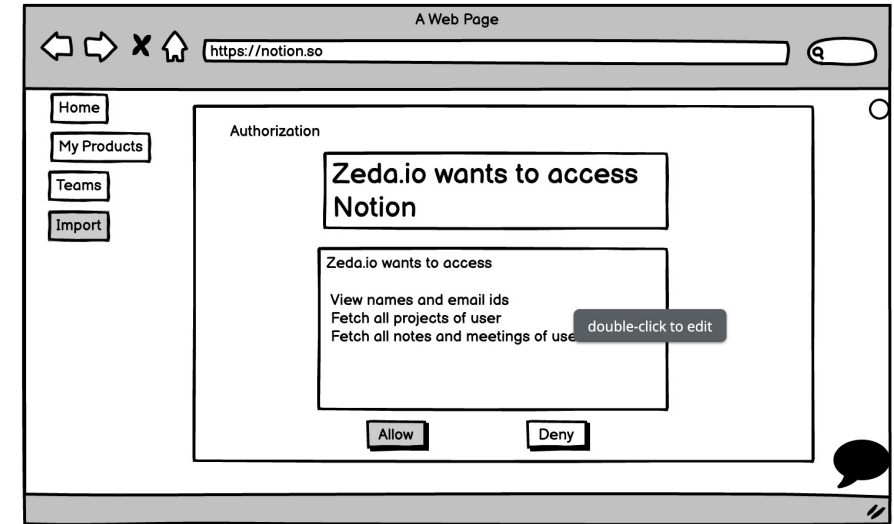 A Web Page
https://notion.so
Home
My Products
Teams
Import
Authorization
Zeda.io wants to access
Notion
Zeda.io wants to access
View names and email ids
Fetch all projects of user
Fetch all notes and meetings of use
double-click to edit
Allow
Deny